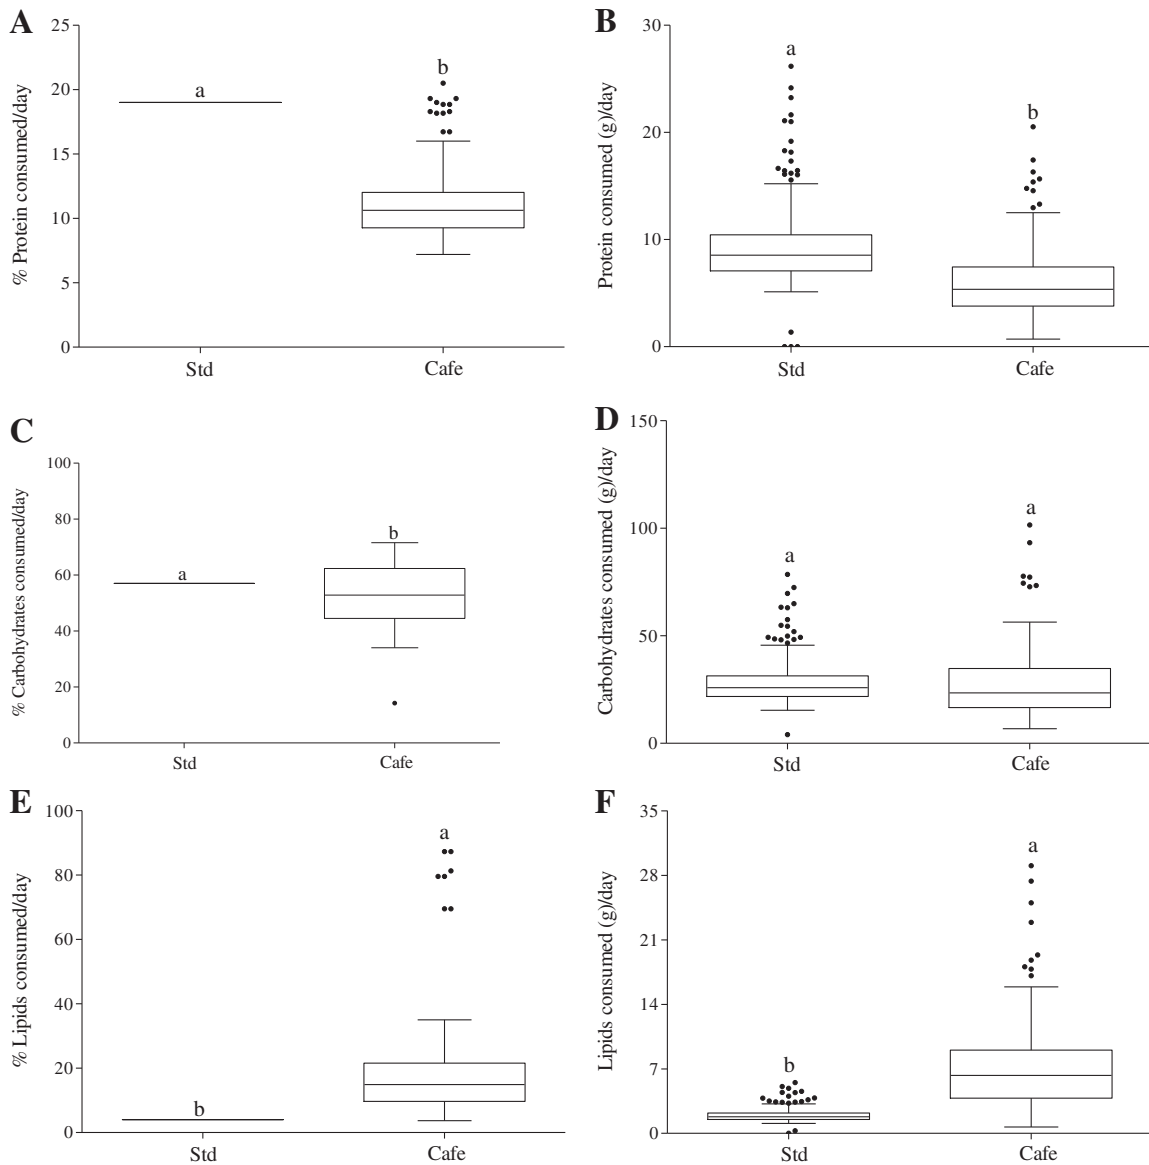 A
% Protein consumed/day
25
20
15
10
5
0
a
b
Std
Cafe
B
Protein consumed (g)/day
30
20
10
0
a
b
Std
Cafe
C
% Carbohydrates consumed/day
100
80
60
40
20
0
a
b
Std
Cafe
D
Carbohydrates consumed (g)/day
150
100
50
0
a
a
Std
Cafe
E
% Lipids consumed/day
100
80
60
40
20
0
b
a
Std
Cafe
F
Lipids consumed (g)/day
35
28
21
14
7
0
b
a
Std
Cafe